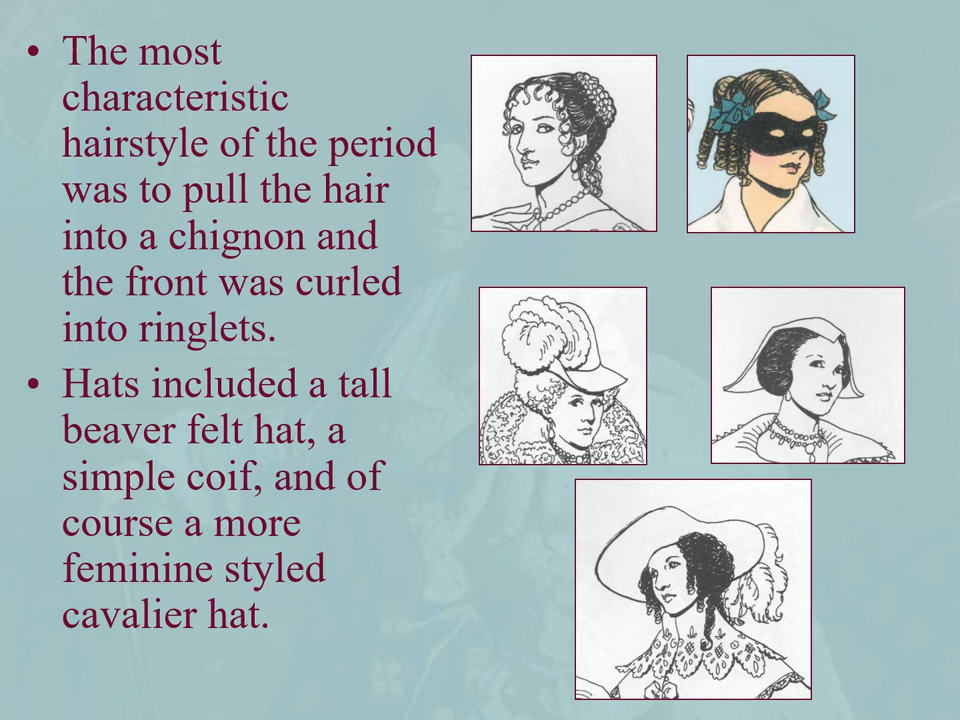 • The most
characteristic
hairstyle of the period
was to pull the hair
into a chignon and
the front was curled
into ringlets.
• Hats included a tall
beaver felt hat, a
simple coif, and of
course a more
feminine styled
cavalier hat.